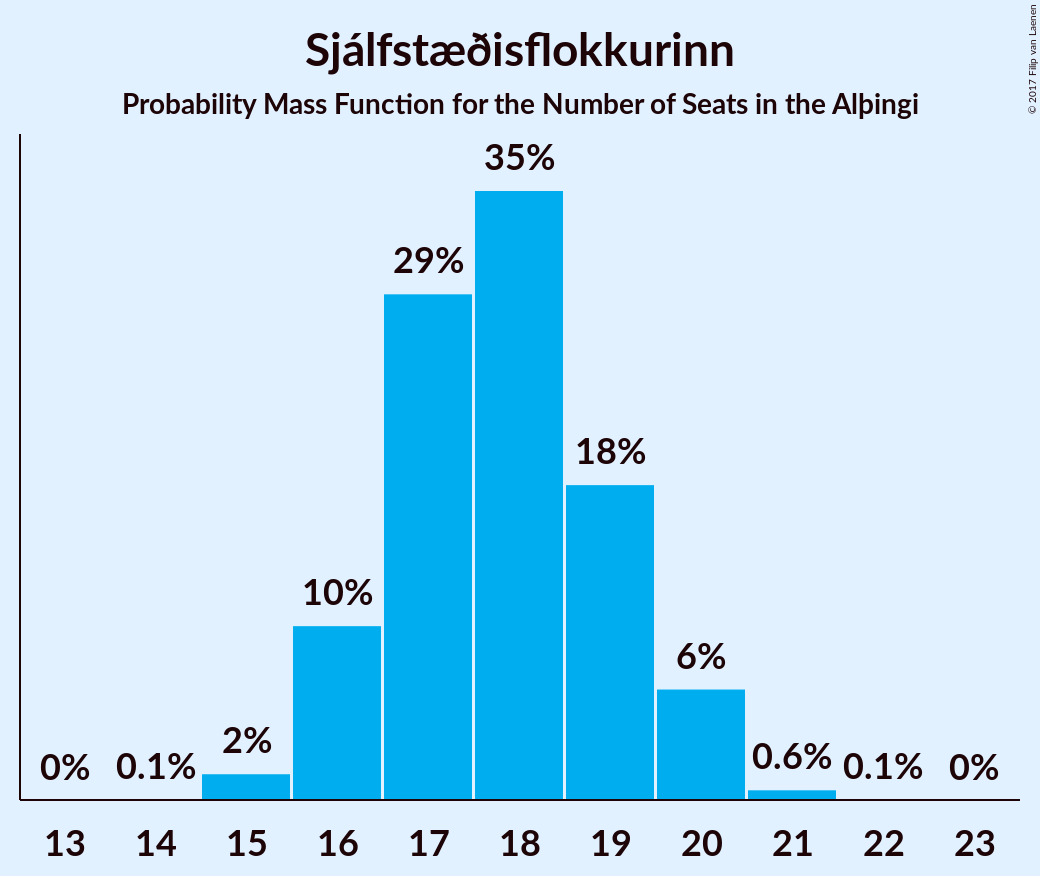 Sjálfstæðisflokkurinn
Probability Mass Function for the Number of Seats in the Alþingi
© 2017 Filip van Laenen
35%
29%
18%
10%
6%
2%
0.6%
0% 0.1% 0.1% 0%
13 14 15 16 17 18 19 20 21 22 23